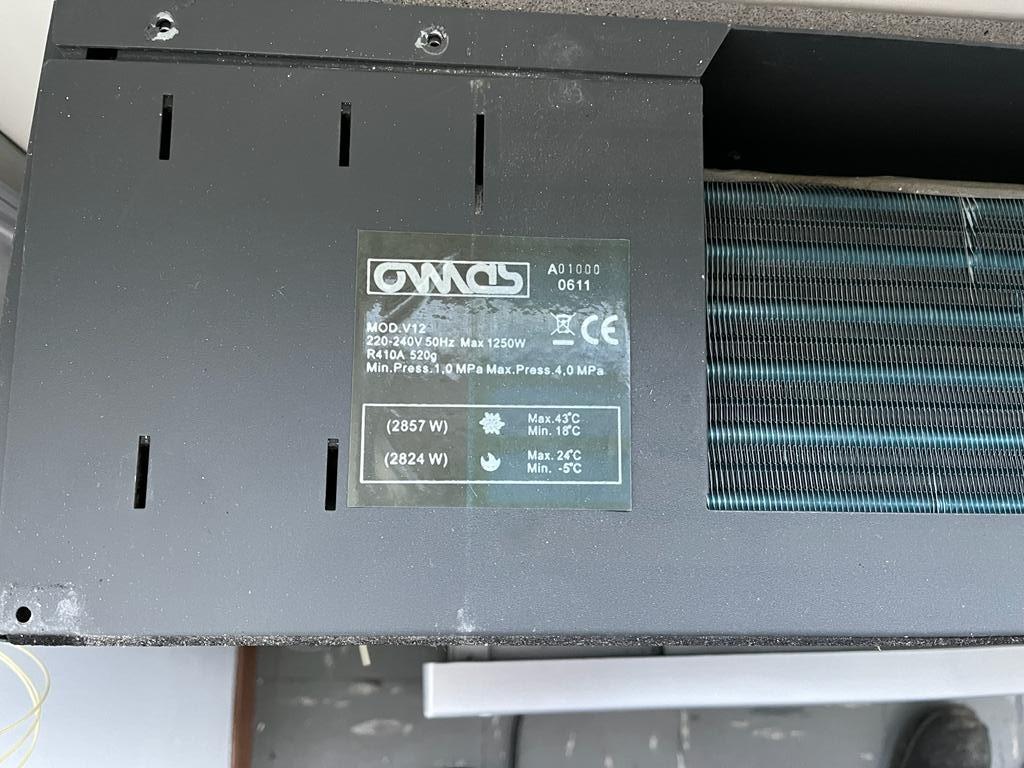 OMAS
A01000
0611
MOD.V12
220-240V 50Hz Max 1250W
R410A 520g
Min.Press.1,0 MPa Max.Press.4,0 MPa
CE
(2857 W) Max.43°C
Min. 18°C
(2824 W) Max. 24°C
Min. -5°C